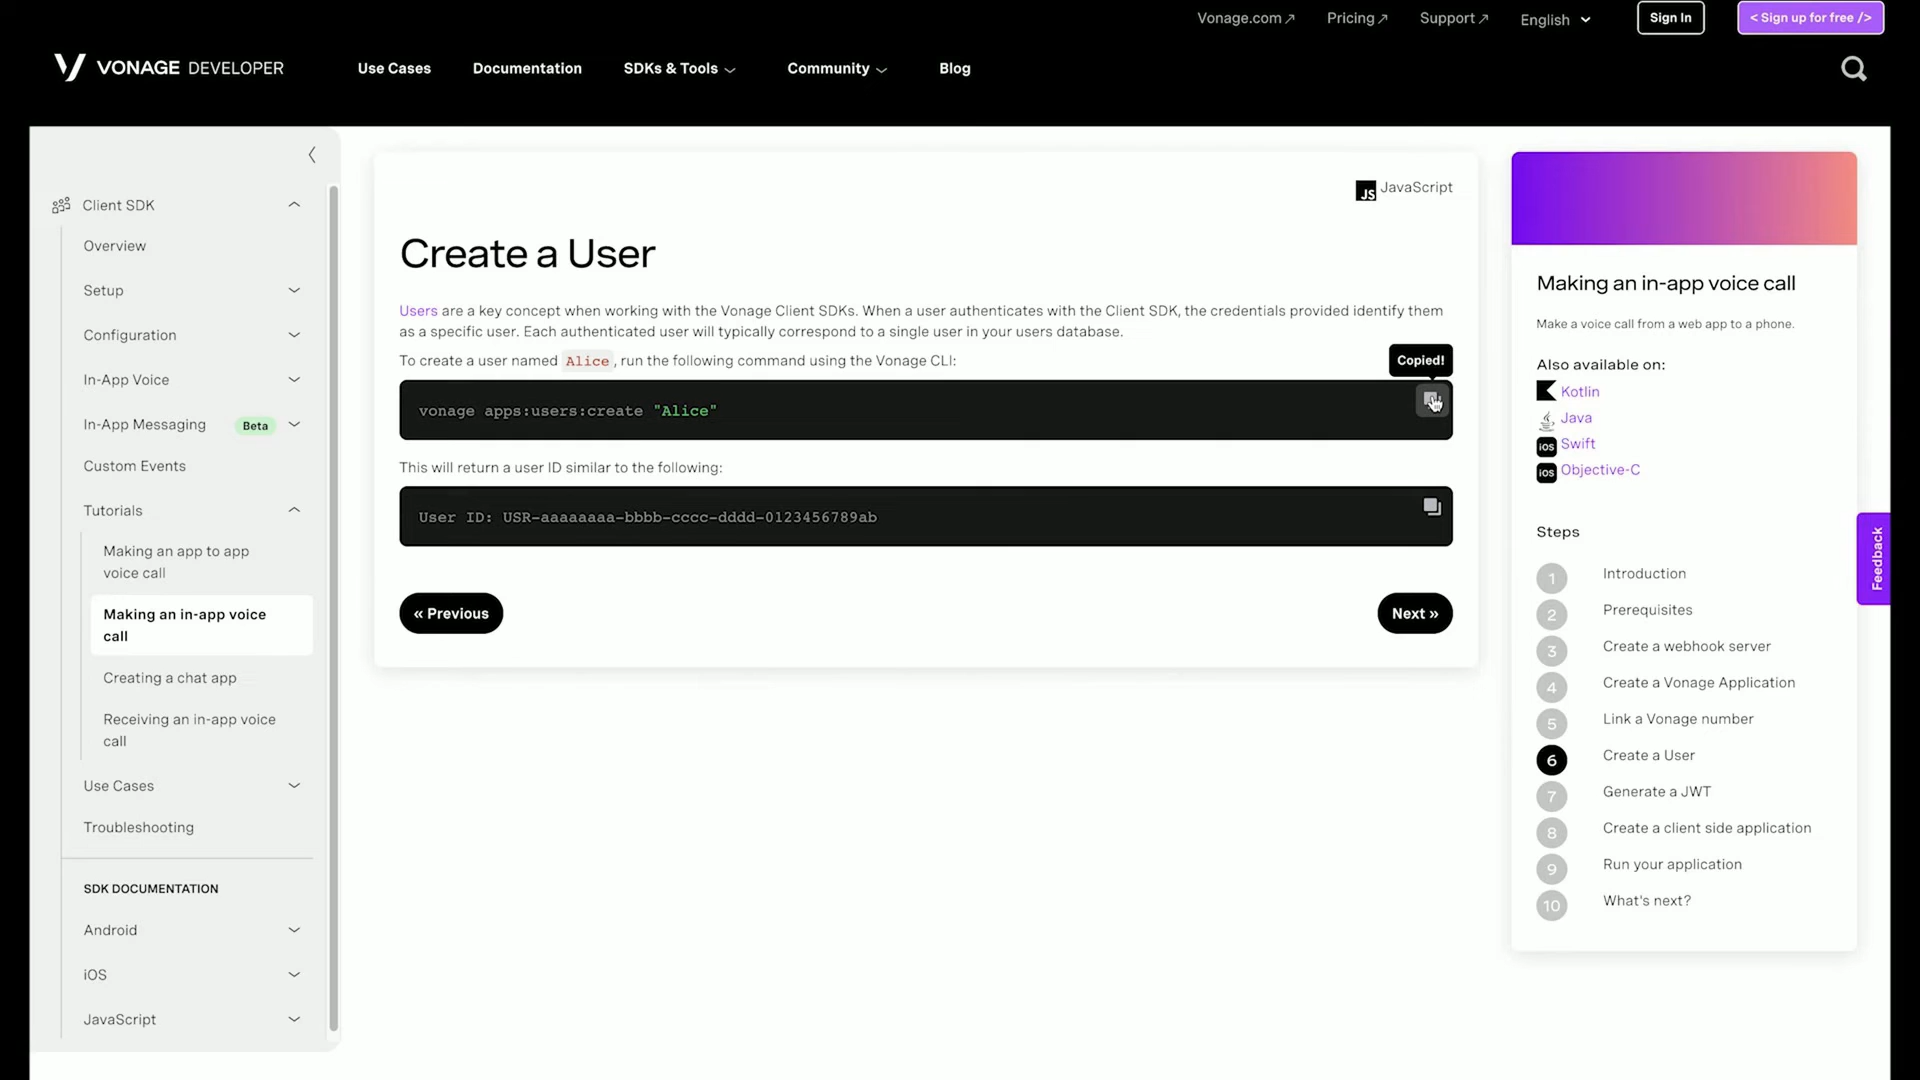 Vonage.com
Pricing
Support
English
Sign In
< Sign up for free />
VONAGE DEVELOPER
Use Cases
Documentation
SDKs & Tools
Community
Blog
Client SDK
Overview
Setup
Configuration
In-App Voice
In-App Messaging Beta
Custom Events
Tutorials
Making an app to app
voice call
Making an in-app voice
call
Creating a chat app
Receiving an in-app voice
call
Use Cases
Troubleshooting
SDK DOCUMENTATION
Android
iOS
JavaScript
JS JavaScript
Create a User
Users are a key concept when working with the Vonage Client SDKs. When a user authenticates with the Client SDK, the credentials provided identify them
as a specific user. Each authenticated user will typically correspond to a single user in your users database.
To create a user named Alice, run the following command using the Vonage CLI:
Copied!
vonage apps:users:create "Alice"
This will return a user ID similar to the following:
User ID: USR-aaaaaaaa-bbbb-cccc-dddd-0123456789ab
« Previous
Next »
Making an in-app voice call
Make a voice call from a web app to a phone.
Also available on:
Kotlin
Java
iOS Swift
iOS Objective-C
Steps
1 Introduction
2 Prerequisites
3 Create a webhook server
4 Create a Vonage Application
5 Link a Vonage number
6 Create a User
7 Generate a JWT
8 Create a client side application
9 Run your application
10 What's next?
Feedback